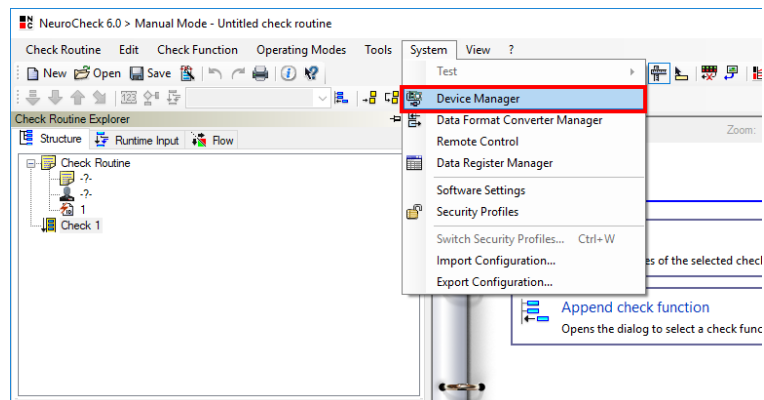 NeuroCheck 6.0 > Manual Mode - Untitled check routine
Check Routine Edit Check Function Operating Modes Tools System View ?
New Open Save
Test
123
Device Manager
Check Routine Explorer
Data Format Converter Manager
Zoom:
Structure Runtime Input Flow
Remote Control
Check Routine
Data Register Manager
-?-
-?-
Software Settings
1
Security Profiles
Check 1
Switch Security Profiles... Ctrl+W
Import Configuration...
es of the selected chec
Export Configuration...
Append check function
Opens the dialog to select a check func